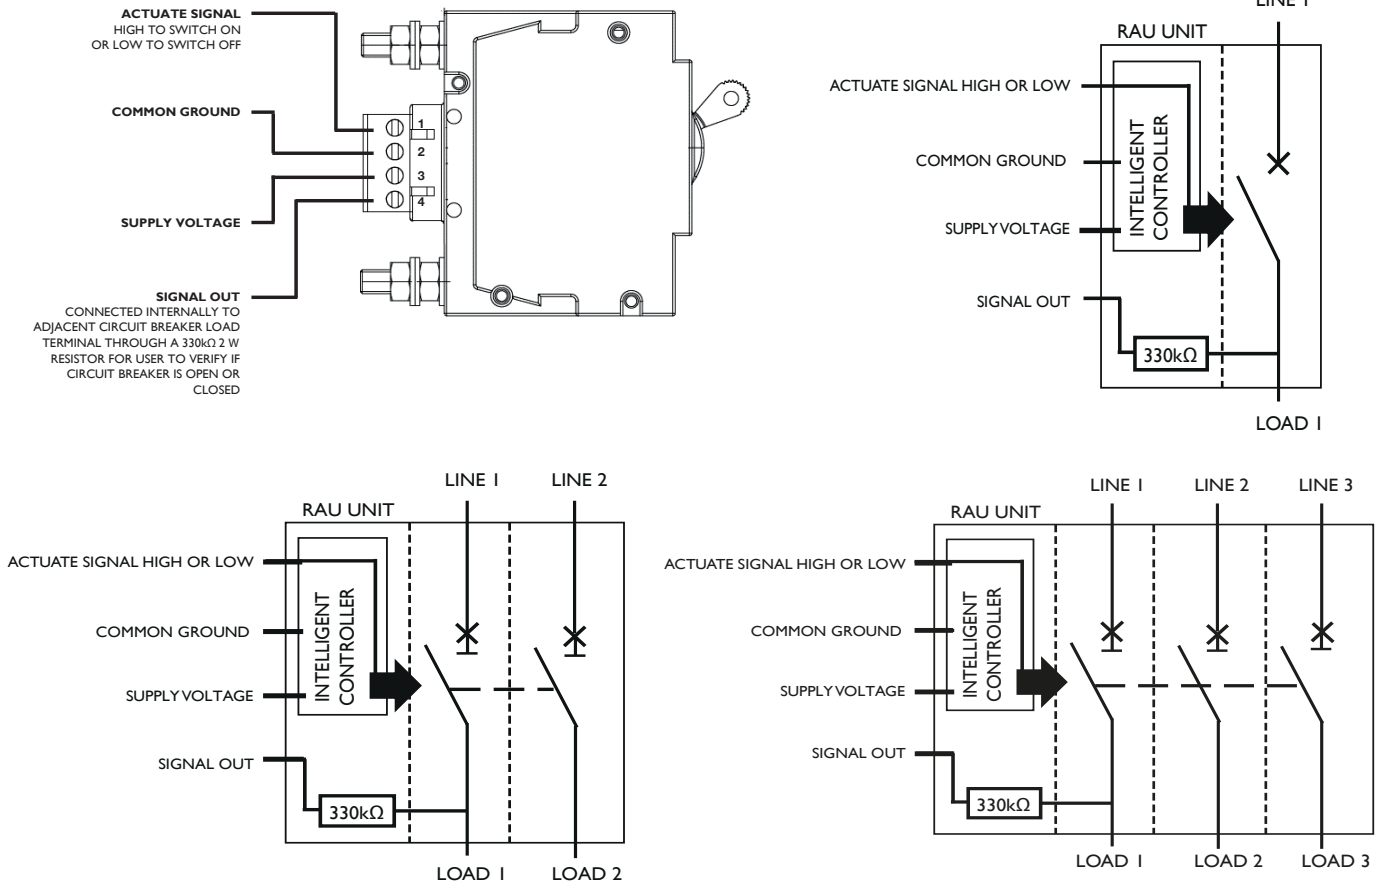 ACTUATE SIGNAL
HIGH TO SWITCH ON
OR LOW TO SWITCH OFF
COMMON GROUND
SUPPLY VOLTAGE
SIGNAL OUT
CONNECTED INTERNALLY TO
ADJACENT CIRCUIT BREAKER LOAD
TERMINAL THROUGH A 330kΩ 2 W
RESISTOR FOR USER TO VERIFY IF
CIRCUIT BREAKER IS OPEN OR
CLOSED
1
2
3
4
LINE 1
RAU UNIT
ACTUATE SIGNAL HIGH OR LOW
COMMON GROUND
SUPPLY VOLTAGE
SIGNAL OUT
INTELLIGENT
CONTROLLER
330kΩ
LOAD 1
LINE 1
LINE 2
RAU UNIT
ACTUATE SIGNAL HIGH OR LOW
COMMON GROUND
SUPPLY VOLTAGE
SIGNAL OUT
INTELLIGENT
CONTROLLER
330kΩ
LOAD 1
LOAD 2
LINE 1
LINE 2
LINE 3
RAU UNIT
ACTUATE SIGNAL HIGH OR LOW
COMMON GROUND
SUPPLY VOLTAGE
SIGNAL OUT
INTELLIGENT
CONTROLLER
330kΩ
LOAD 1
LOAD 2
LOAD 3